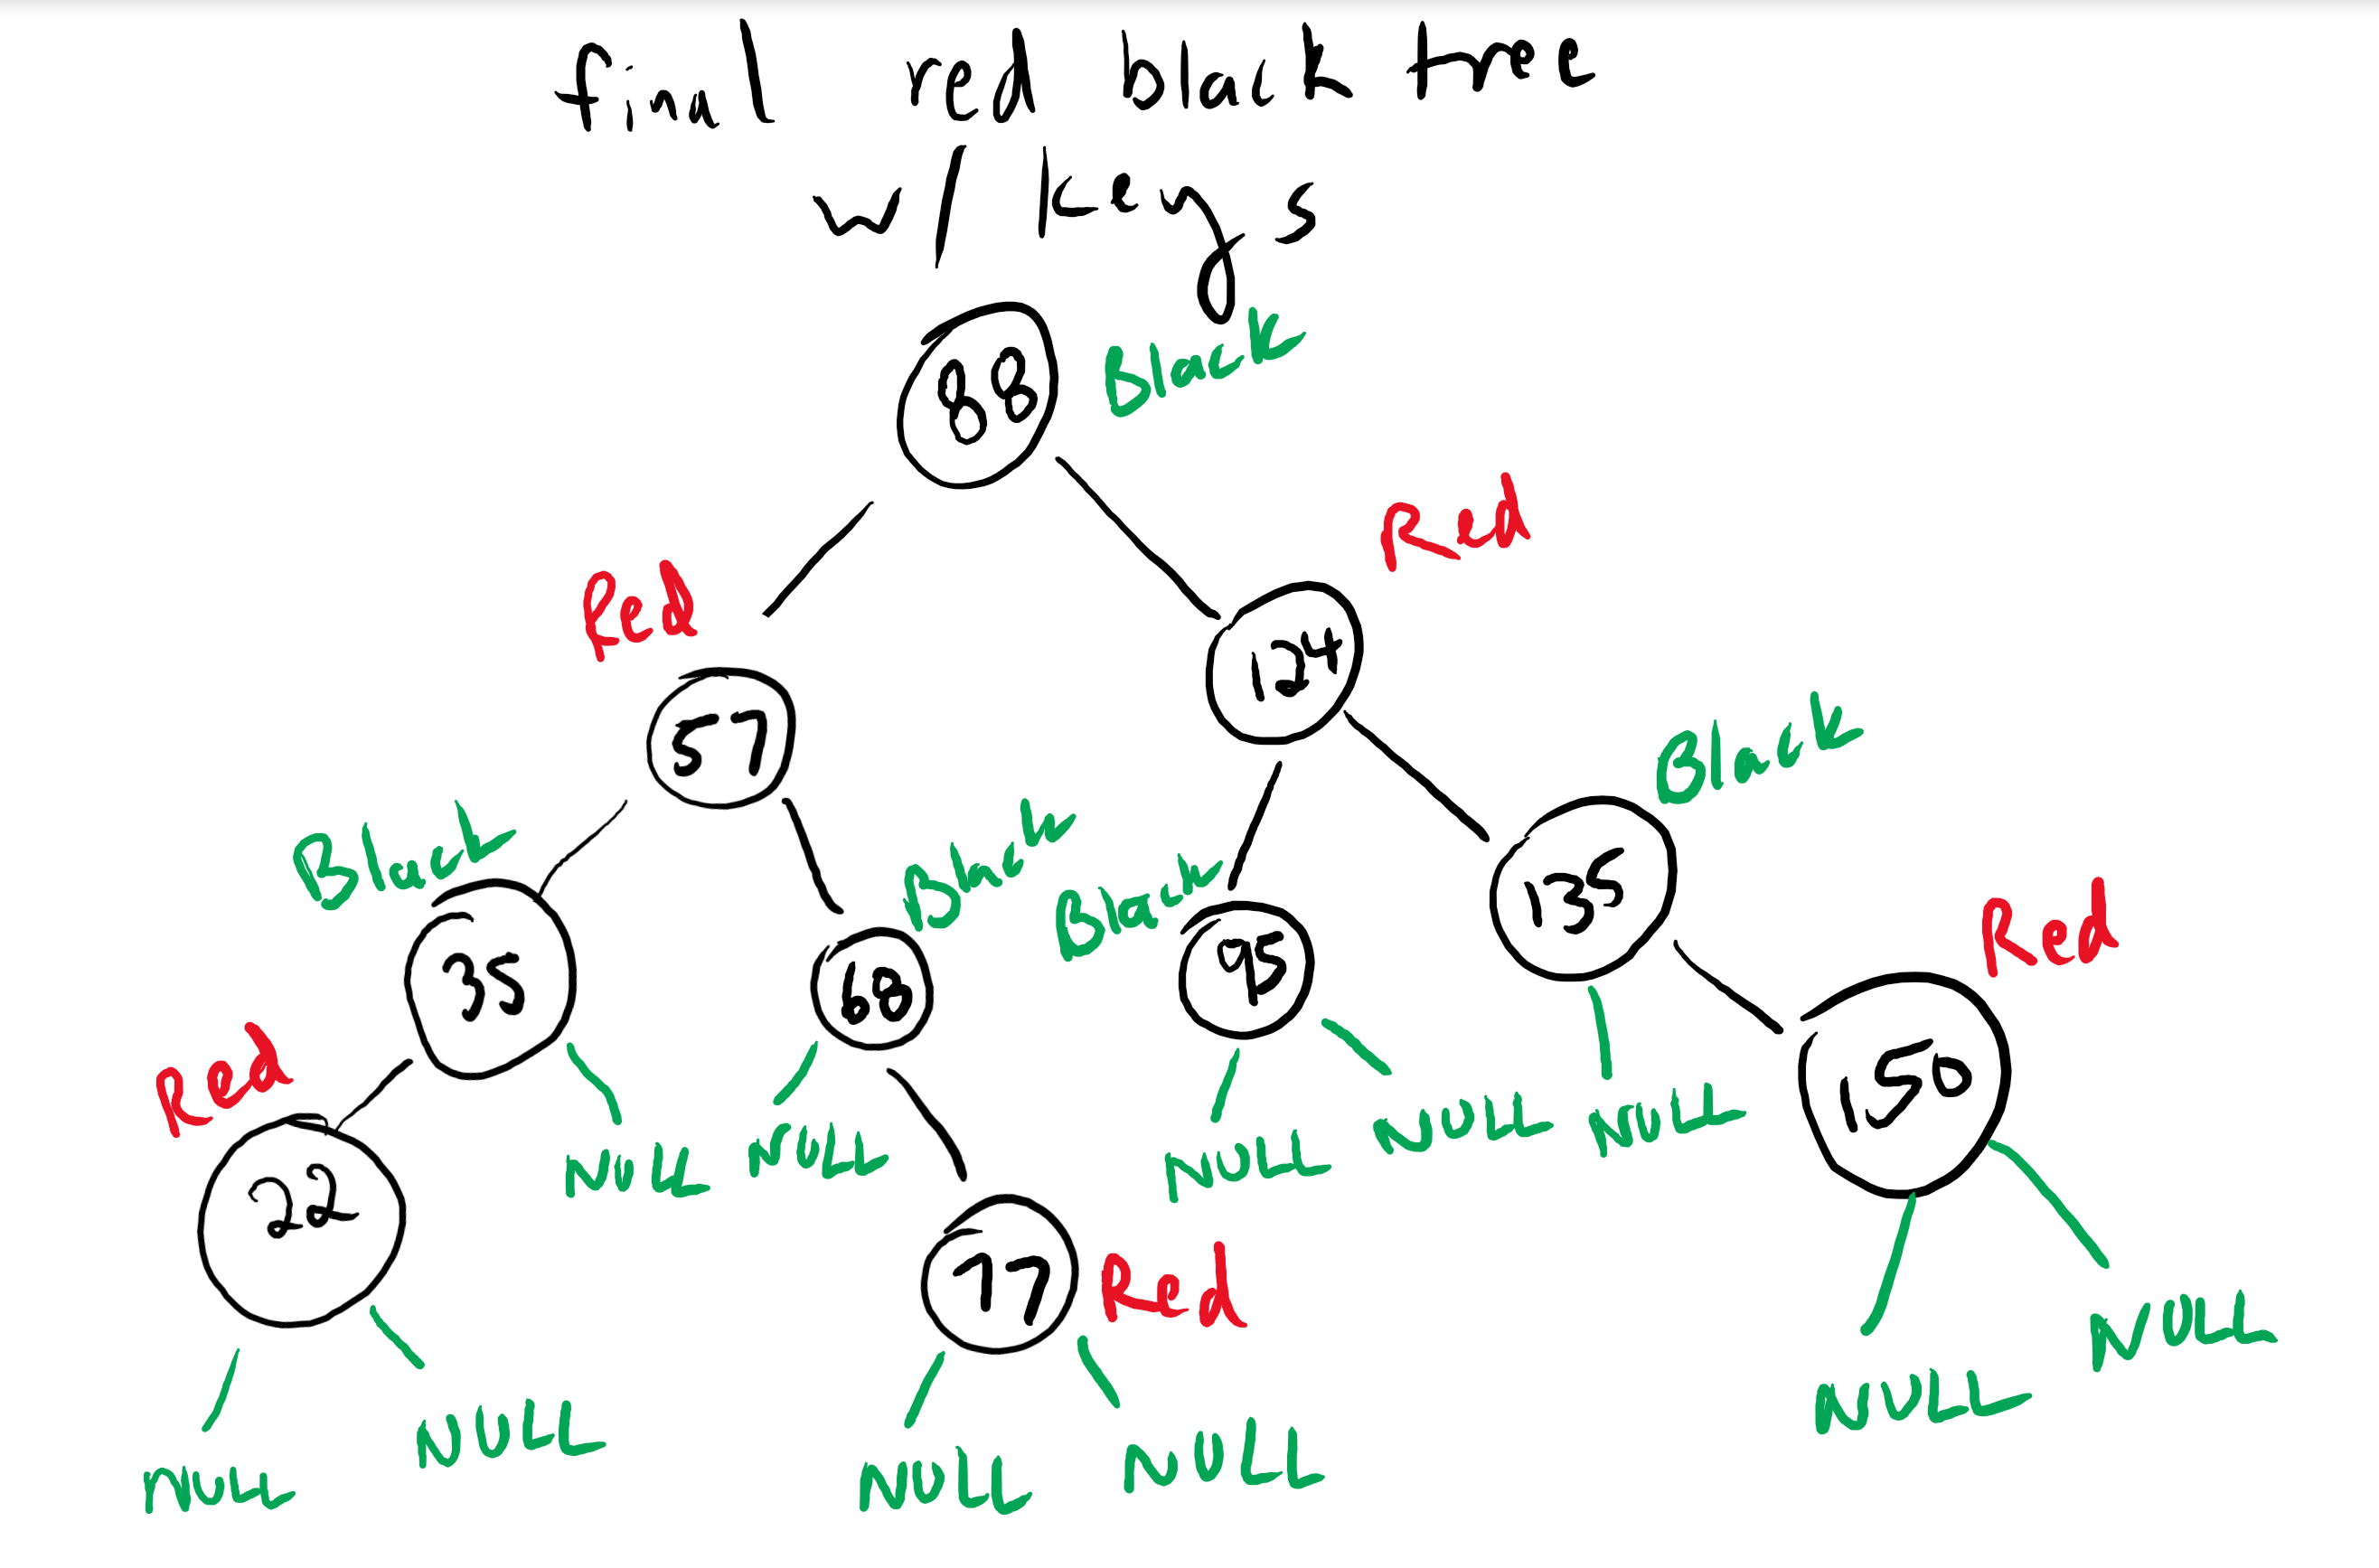 final red black tree
w/ keys
88 Black
Red Red
57 124
Black Black Black Black
35 68 95 135
Red Red
22 150
NULL NULL NULL NULL NULL
77 Red
NULL NULL NULL NULL NULL NULL